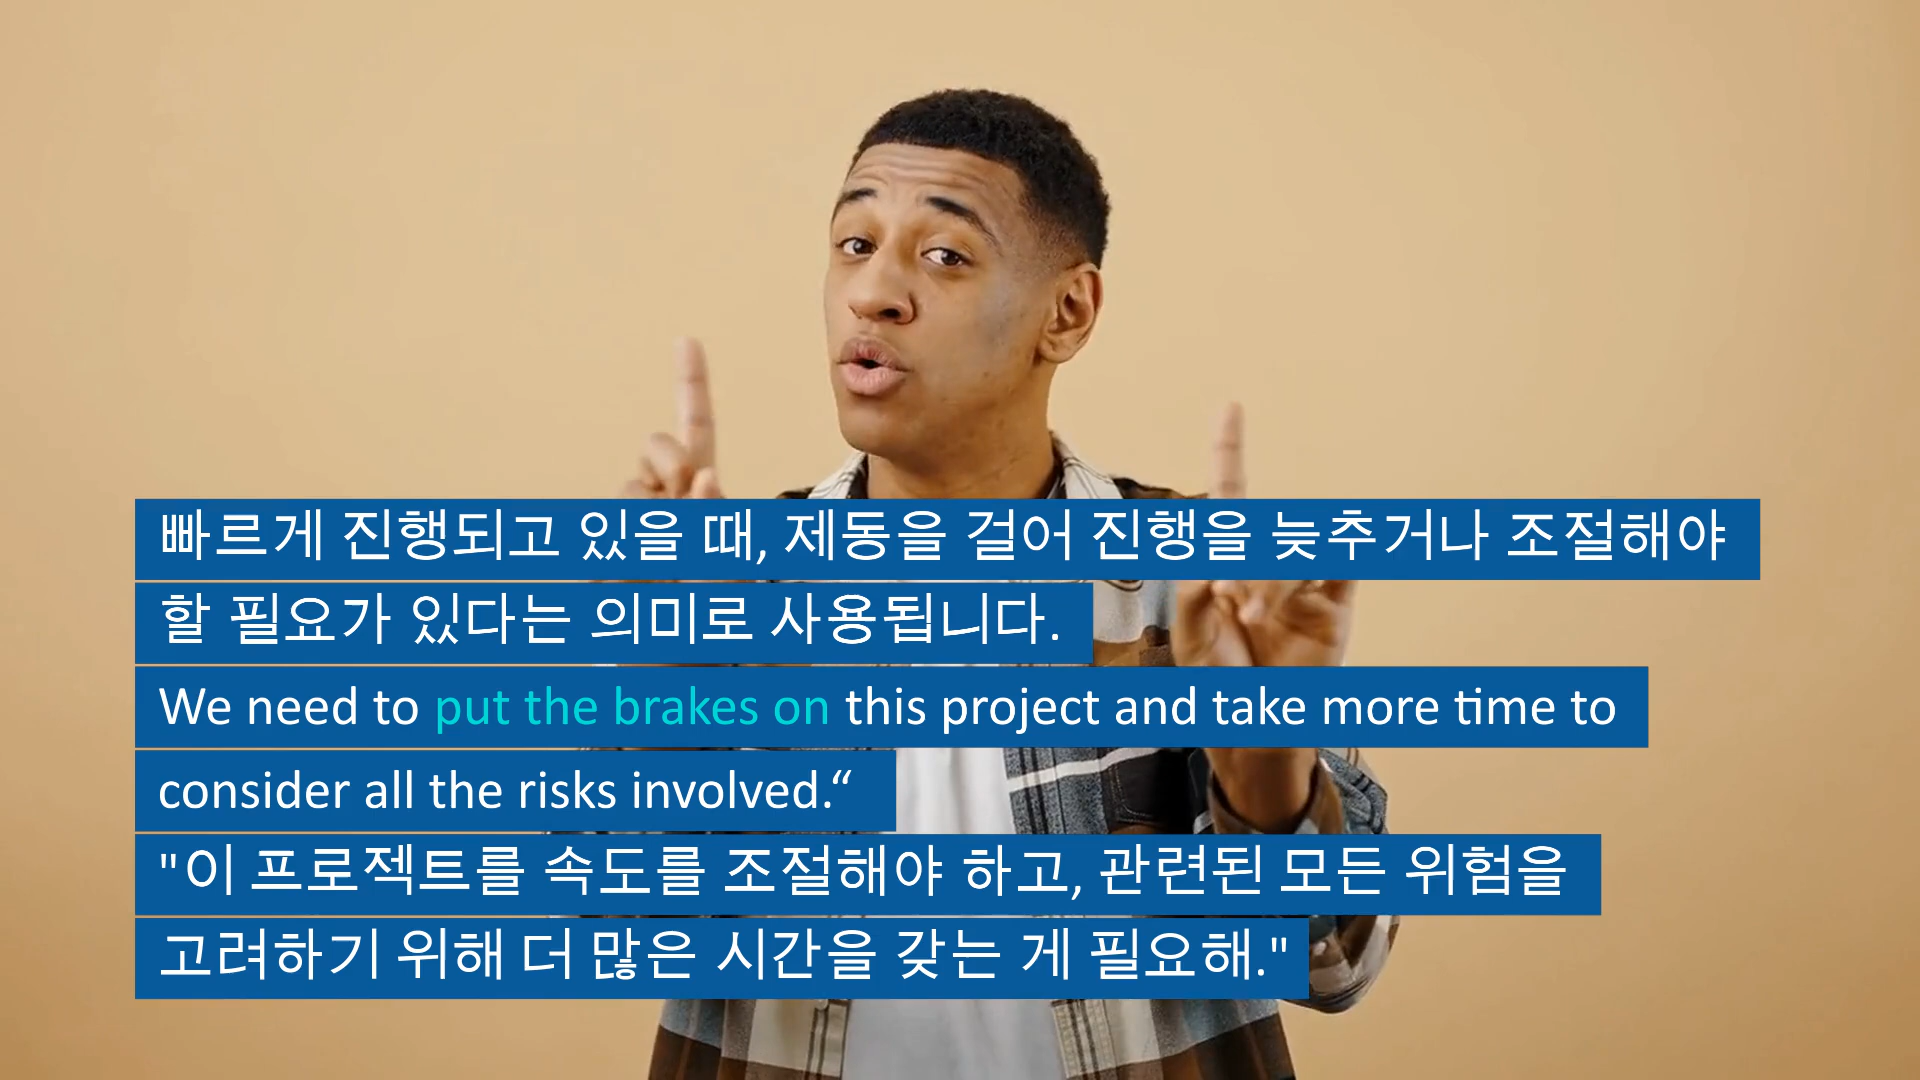 빠르게 진행되고 있을 때, 제동을 걸어 진행을 늦추거나 조절해야
할 필요가 있다는 의미로 사용됩니다.
We need to put the brakes on this project and take more time to
consider all the risks involved.“
"이 프로젝트를 속도를 조절해야 하고, 관련된 모든 위험을
고려하기 위해 더 많은 시간을 갖는 게 필요해."